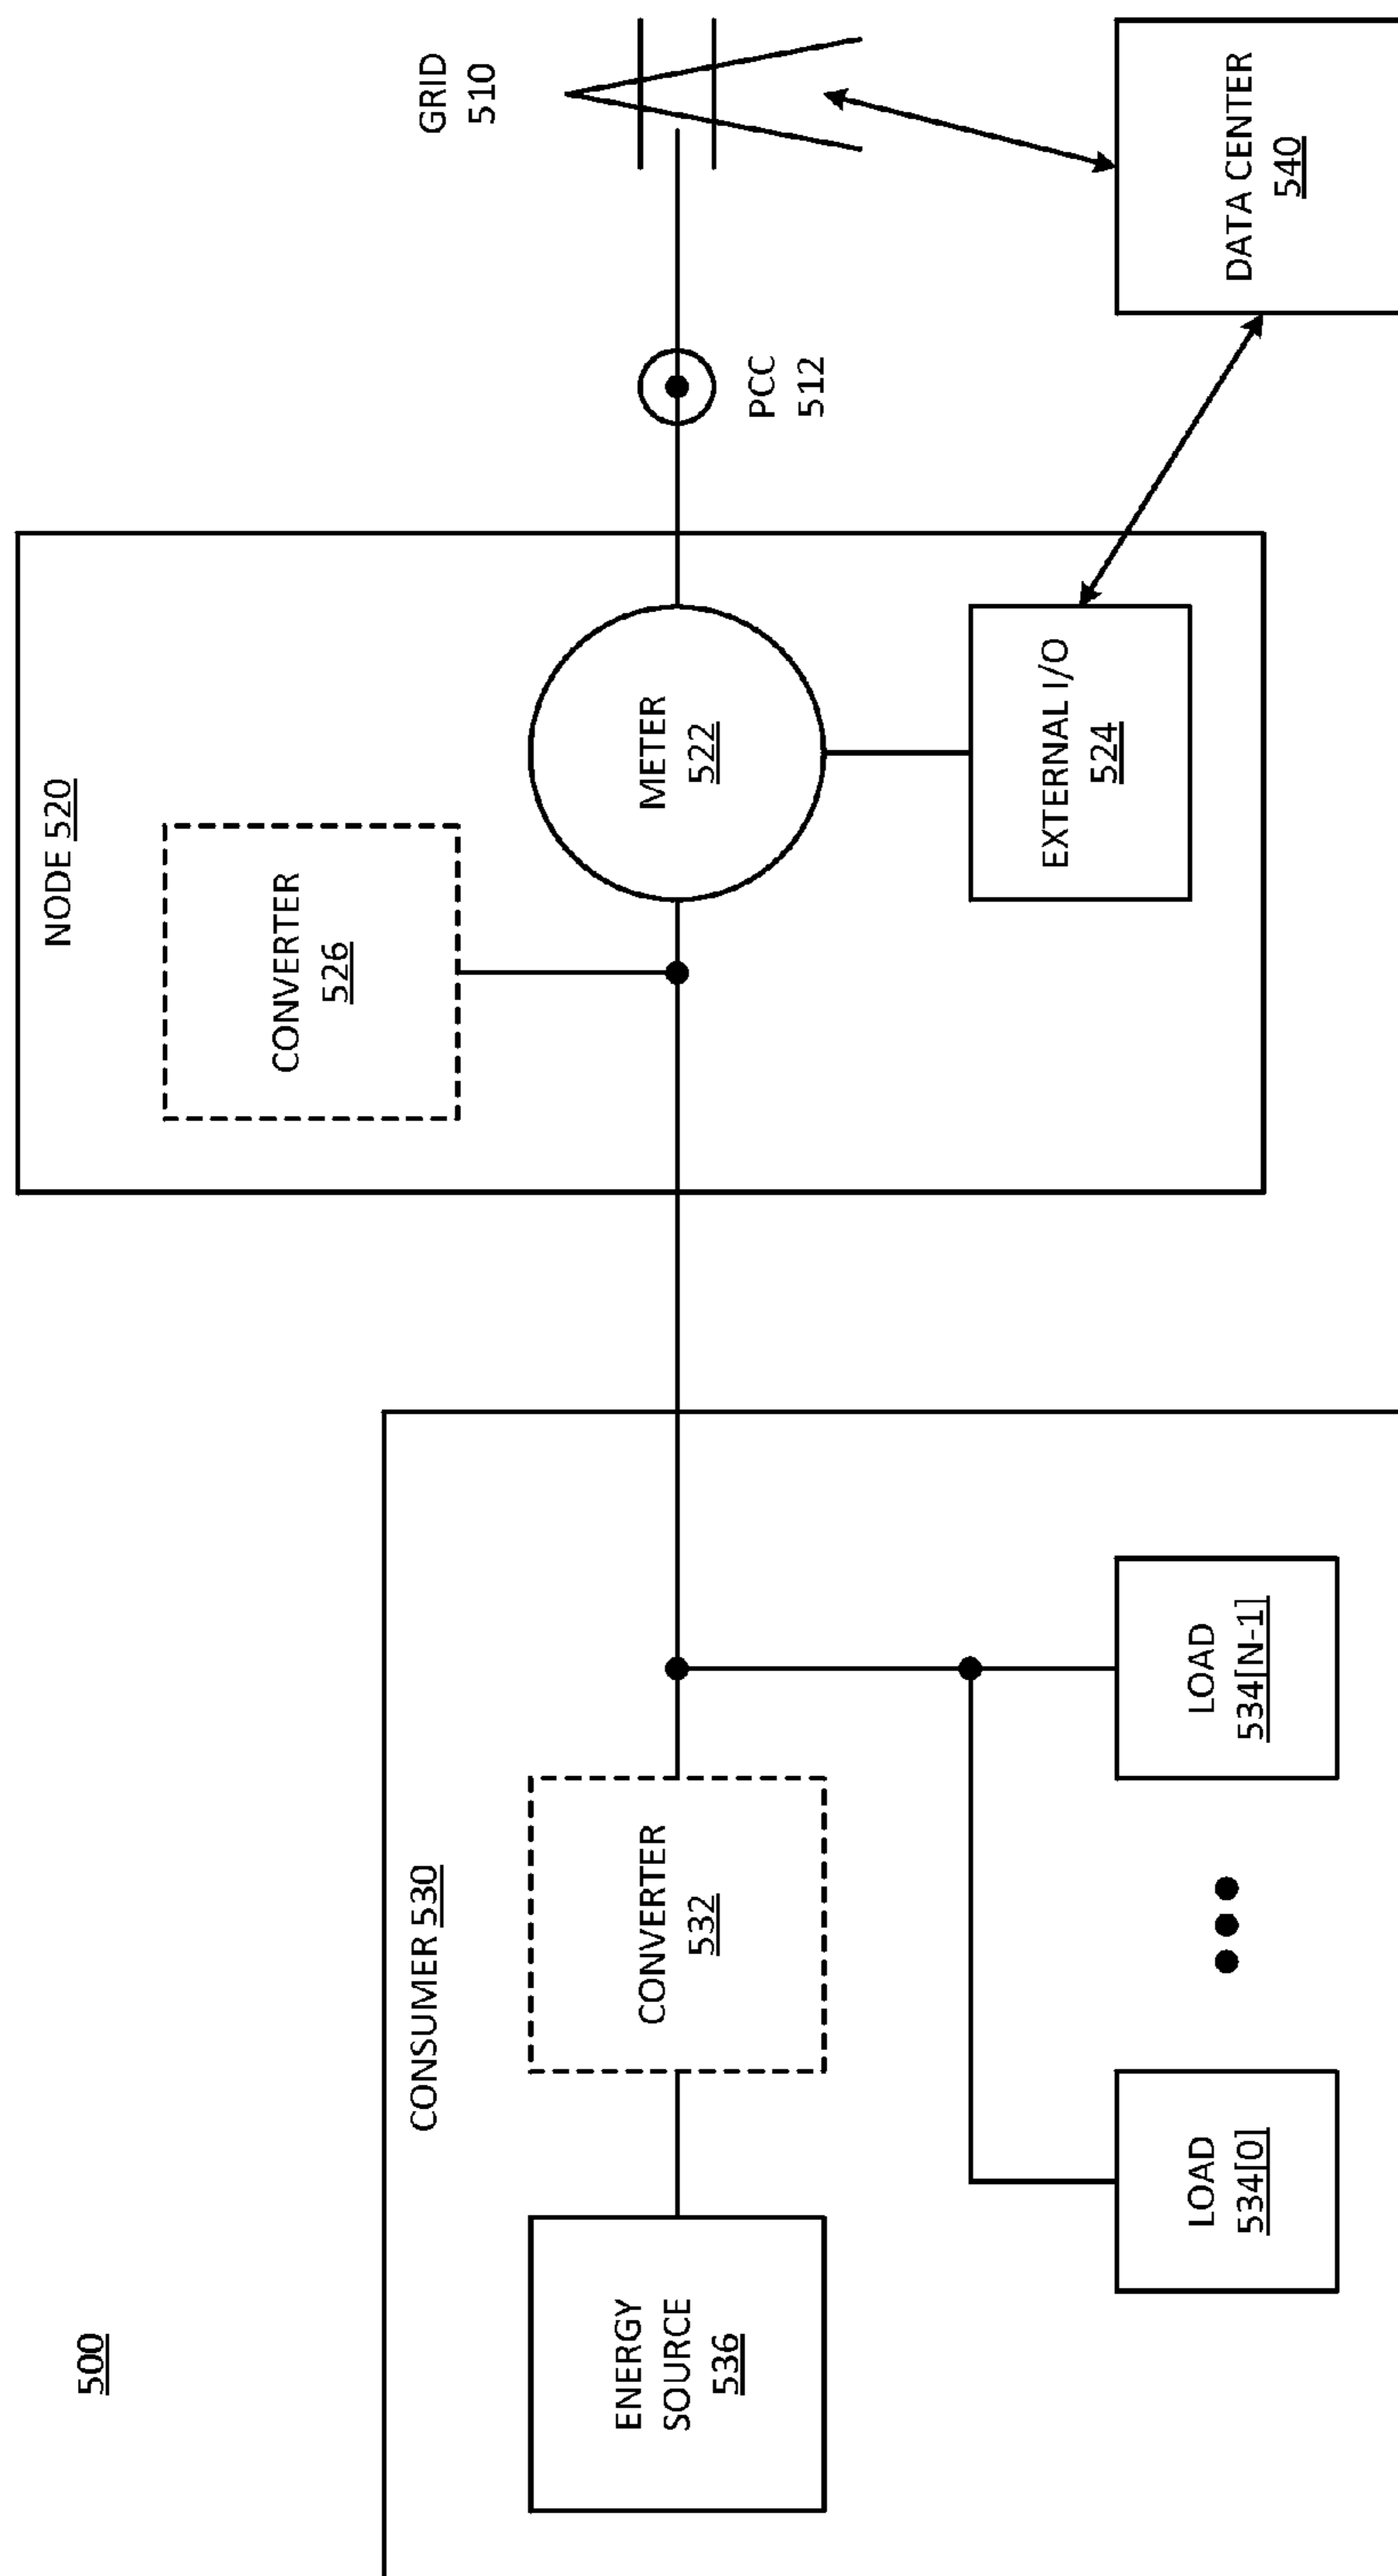 500
CONSUMER 530
ENERGY
SOURCE
536
CONVERTER
532
LOAD
534[0]
LOAD
534[N-1]
NODE 520
CONVERTER
526
METER
522
EXTERNAL I/O
524
PCC
512
GRID
510
DATA CENTER
540